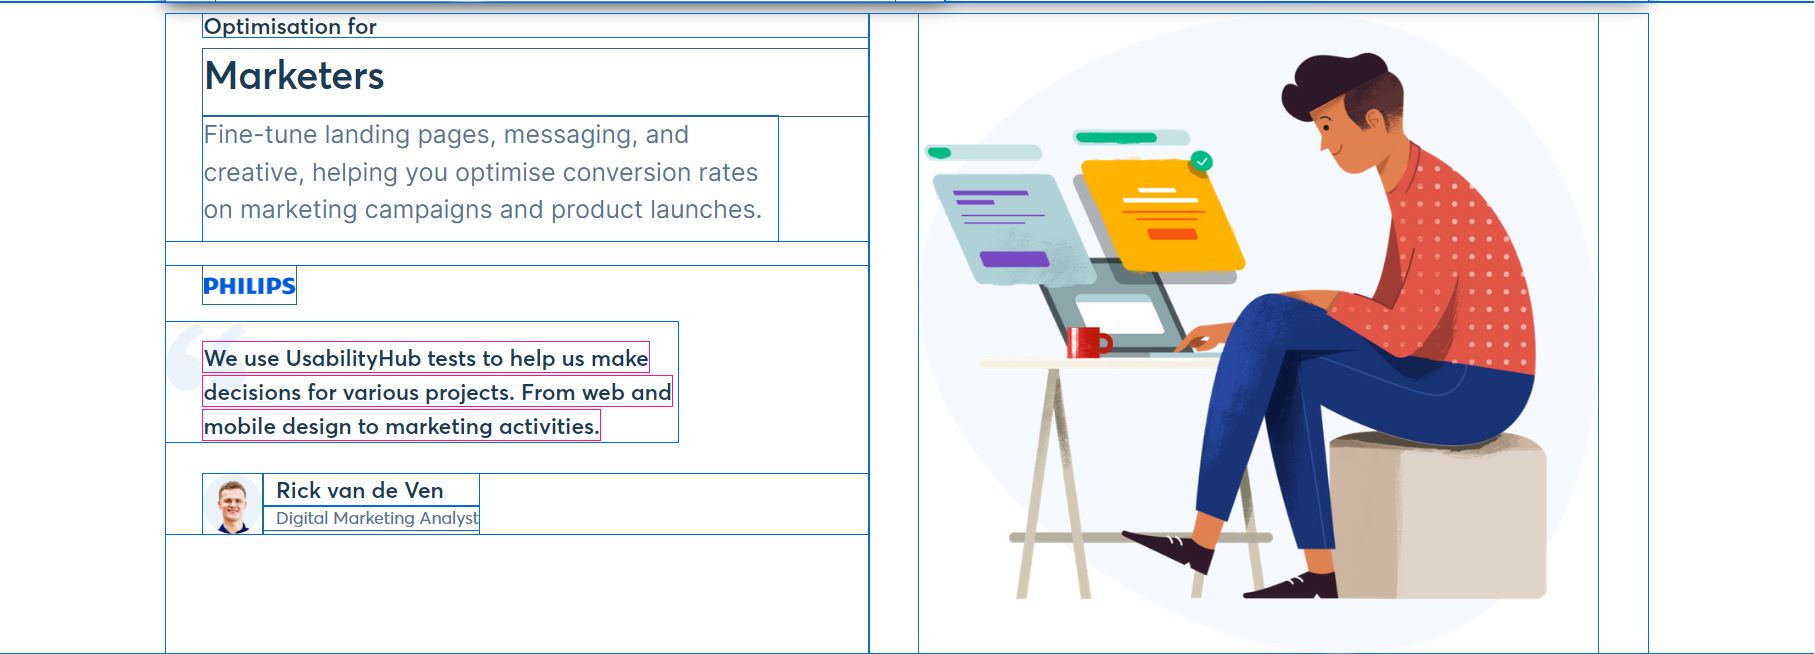 Optimisation for
Marketers
Fine-tune landing pages, messaging, and
creative, helping you optimise conversion rates
on marketing campaigns and product launches.
PHILIPS
“
We use UsabilityHub tests to help us make
decisions for various projects. From web and
mobile design to marketing activities.
Rick van de Ven
Digital Marketing Analyst